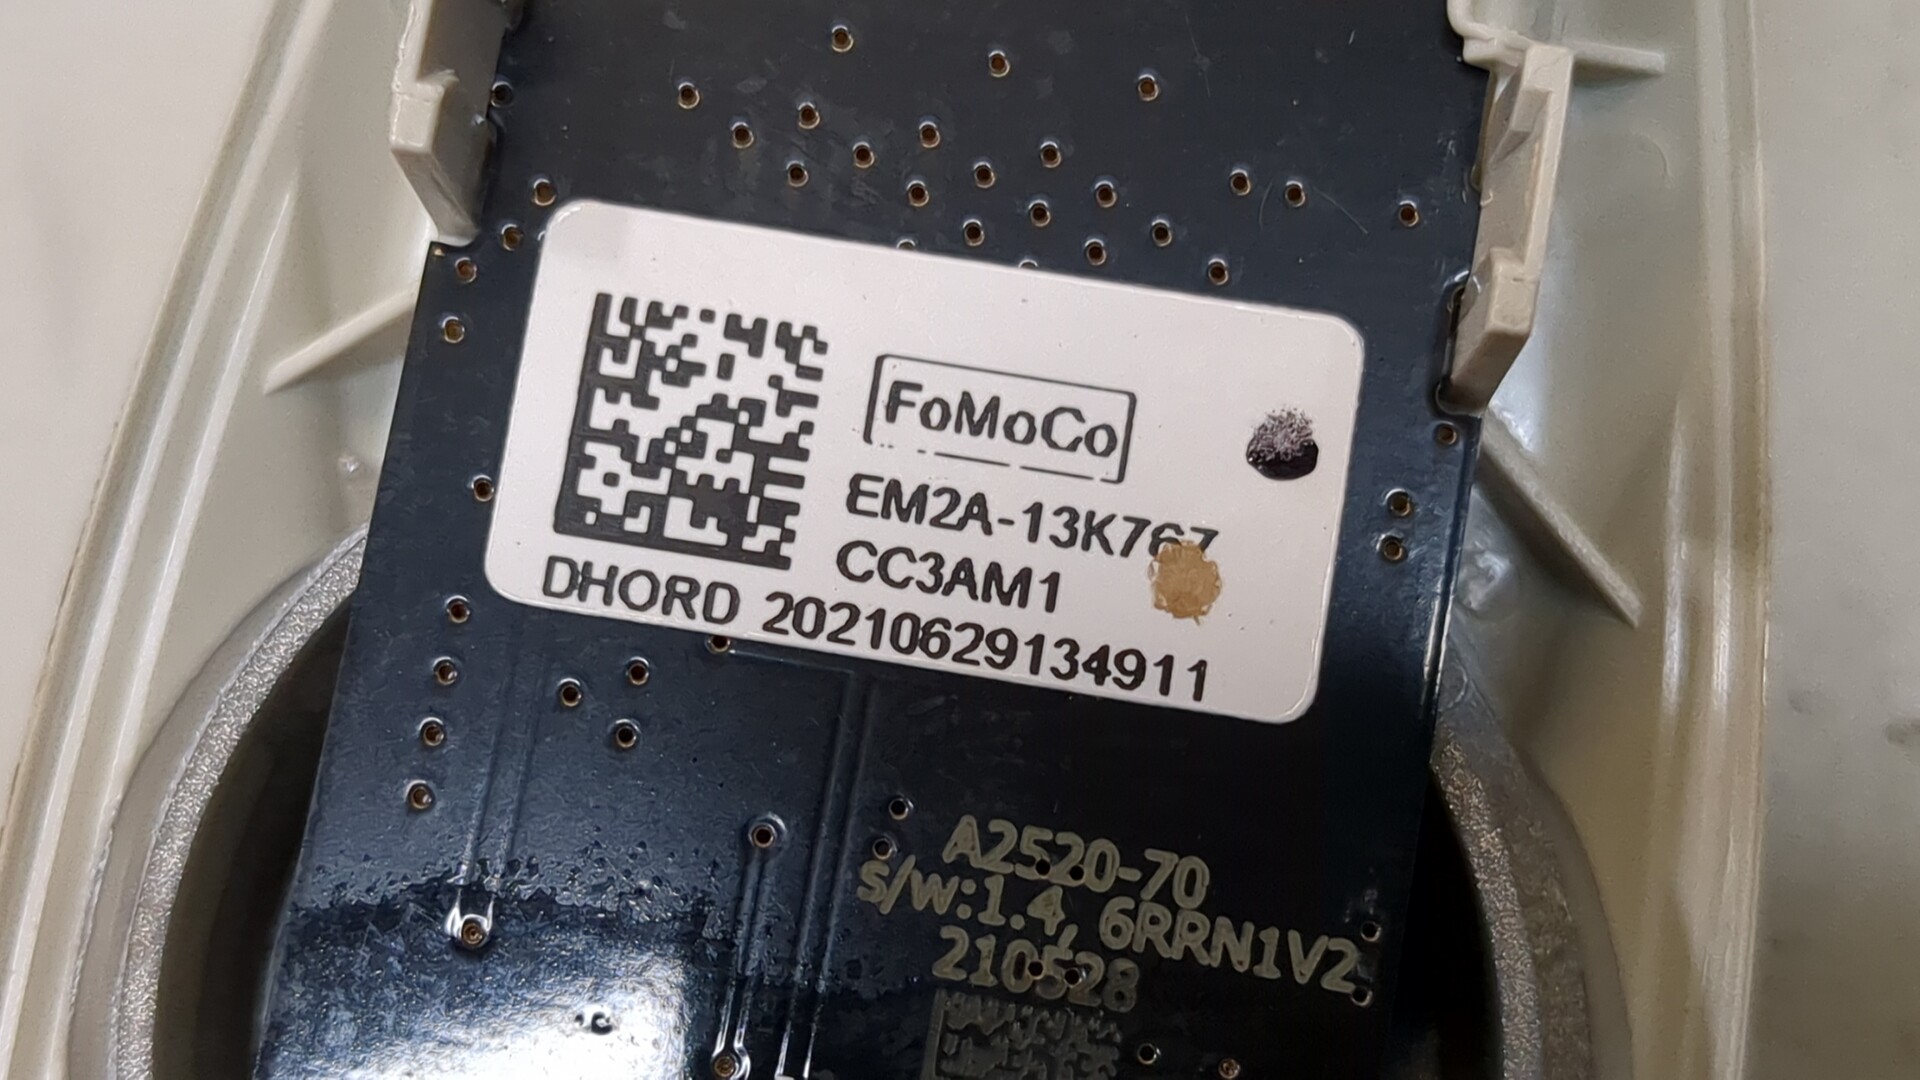 FoMoCo
EM2A-13K767
CC3AM1
DHORD 20210629134911
A2520-70
s/w:1.4, 6RRN1V2
210528